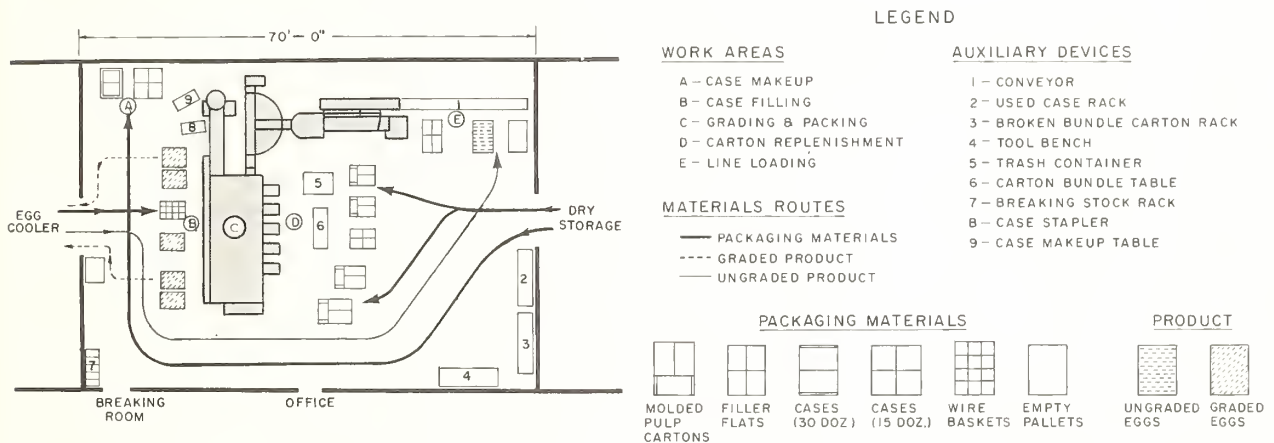 70'-0"
A
9
8
E
5
6
B
C
D
EGG
COOLER
DRY
STORAGE
2
3
4
7
BREAKING
ROOM
OFFICE
LEGEND
WORK AREAS
A - CASE MAKEUP
B - CASE FILLING
C - GRADING & PACKING
D - CARTON REPLENISHMENT
E - LINE LOADING
MATERIALS ROUTES
PACKAGING MATERIALS
GRADED PRODUCT
UNGRADED PRODUCT
AUXILIARY DEVICES
1 - CONVEYOR
2 - USED CASE RACK
3 - BROKEN BUNDLE CARTON RACK
4 - TOOL BENCH
5 - TRASH CONTAINER
6 - CARTON BUNDLE TABLE
7 - BREAKING STOCK RACK
8 - CASE STAPLER
9 - CASE MAKEUP TABLE
PACKAGING MATERIALS
MOLDED
PULP
CARTONS
FILLER
FLATS
CASES
(30 DOZ)
CASES
(15 DOZ.)
WIRE
BASKETS
EMPTY
PALLETS
PRODUCT
UNGRADED
EGGS
GRADED
EGGS